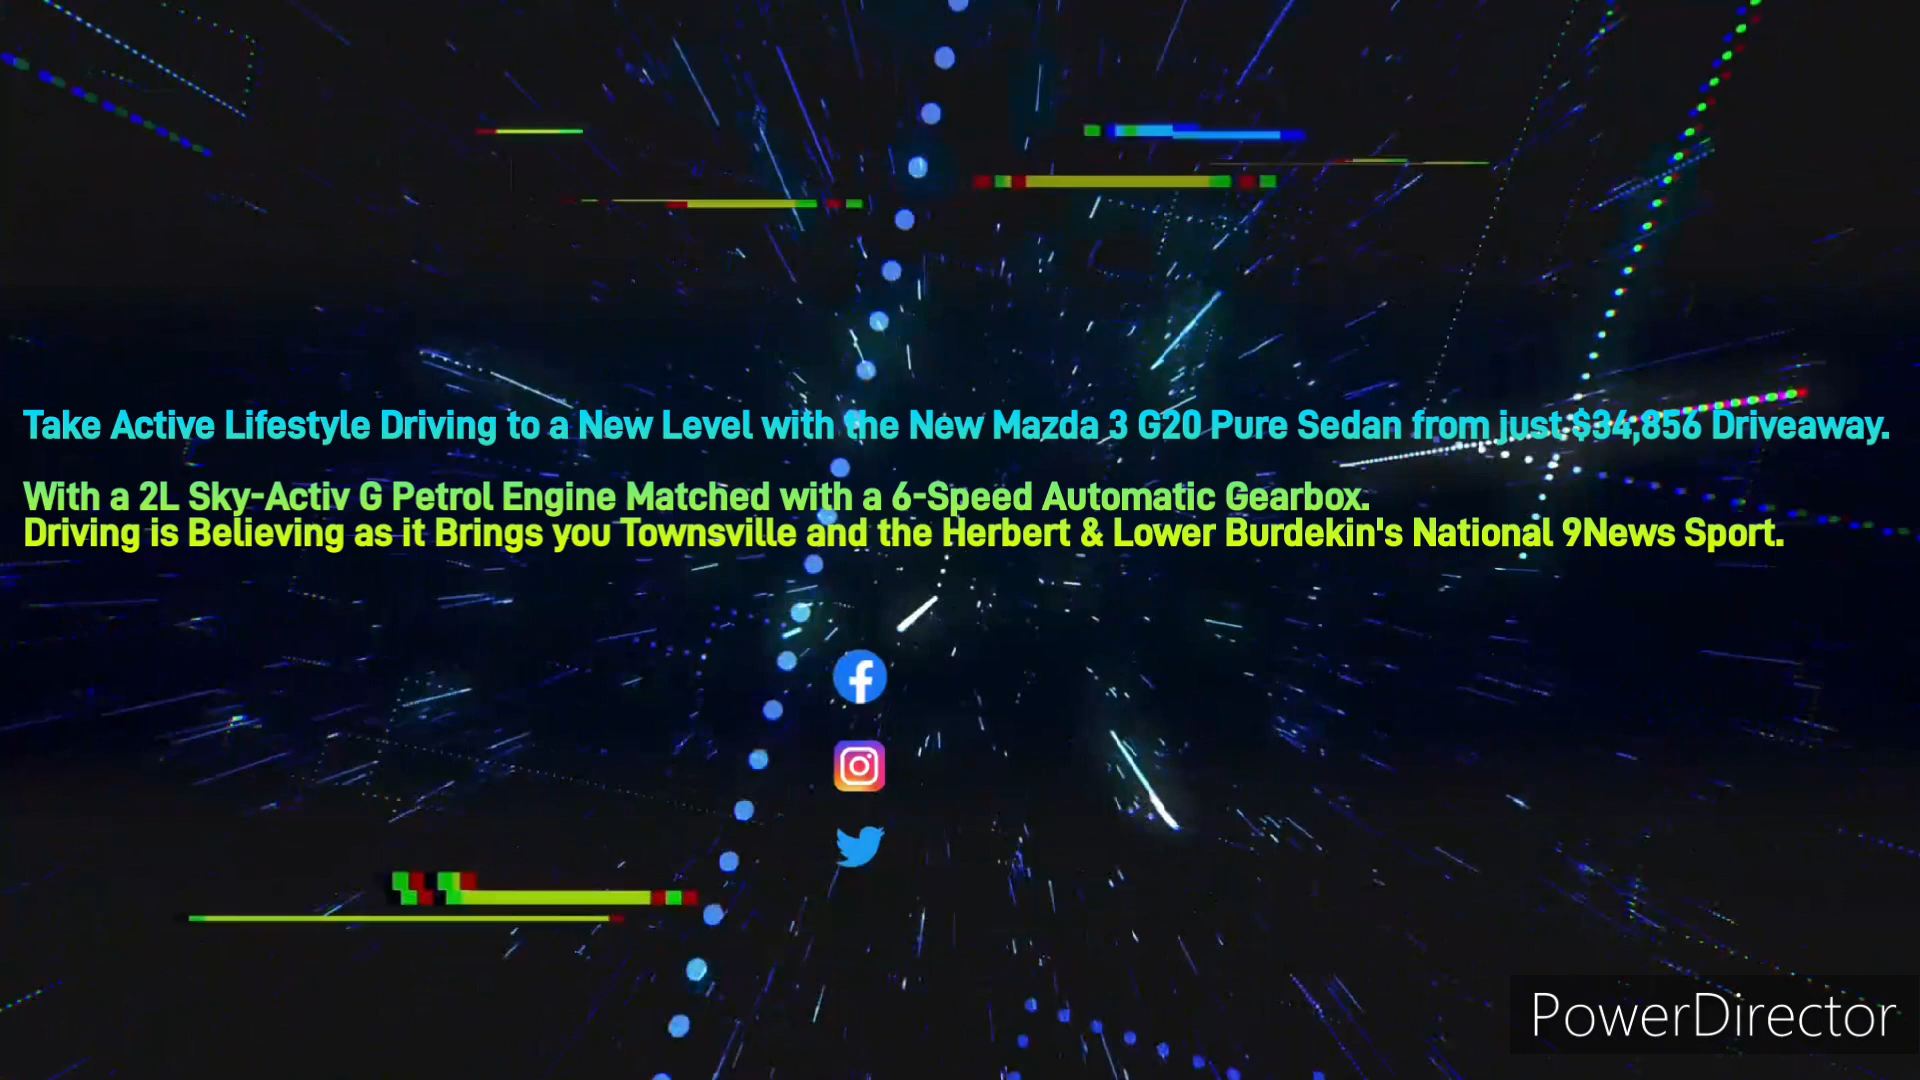 Take Active Lifestyle Driving to a New Level with the New Mazda 3 G20 Pure Sedan from just $34,856 Driveaway.
With a 2L Sky-Activ G Petrol Engine Matched with a 6-Speed Automatic Gearbox.
Driving is Believing as it Brings you Townsville and the Herbert & Lower Burdekin's National 9News Sport.
PowerDirector